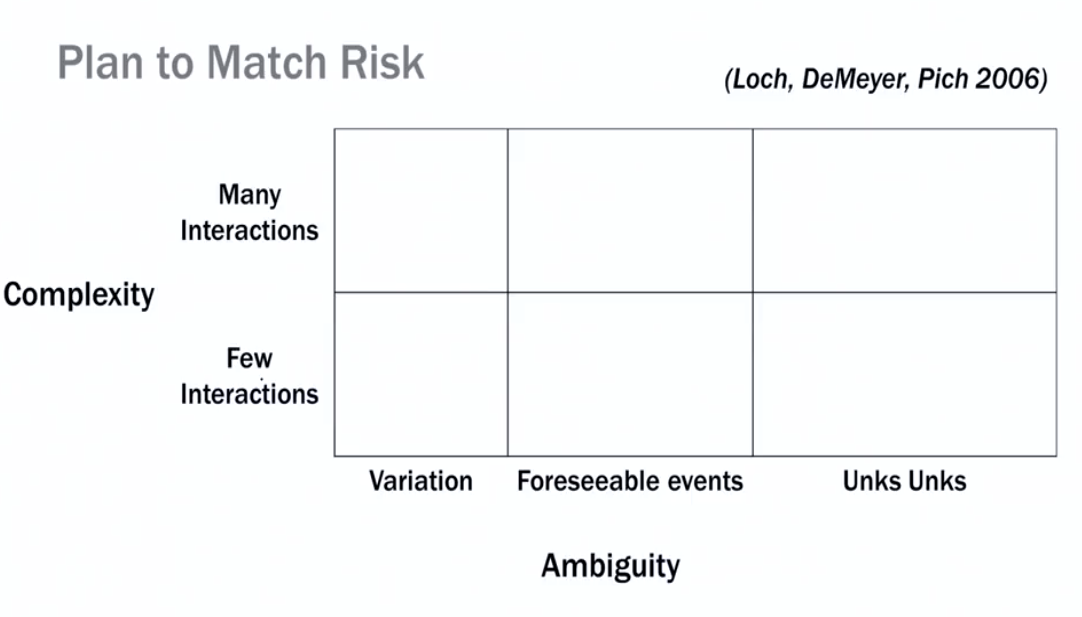 Plan to Match Risk
(Loch, DeMeyer, Pich 2006)
Many
Interactions
Complexity
Few
Interactions
Variation
Foreseeable events
Unks Unks
Ambiguity